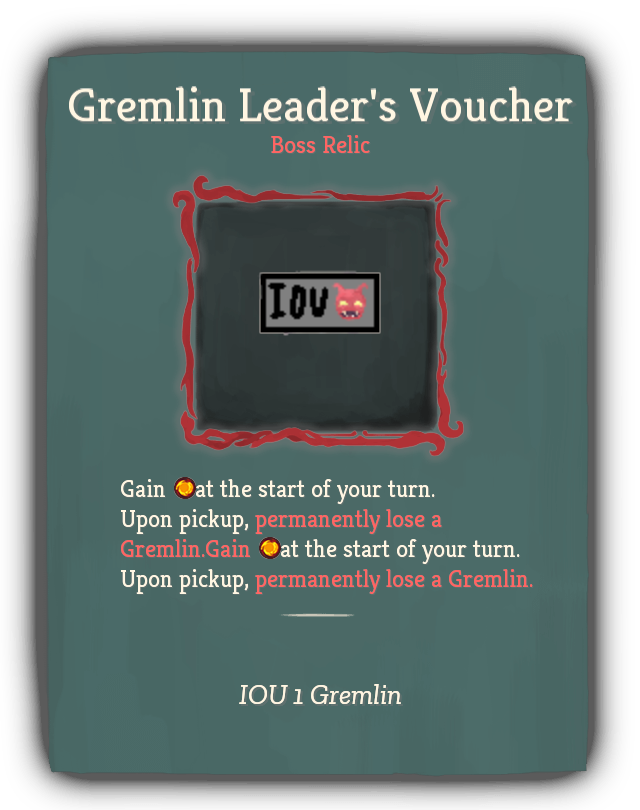 Gremlin Leader's Voucher
Boss Relic
IOU
Gain at the start of your turn.
Upon pickup, permanently lose a
Gremlin.Gain at the start of your turn.
Upon pickup, permanently lose a Gremlin.
IOU 1 Gremlin